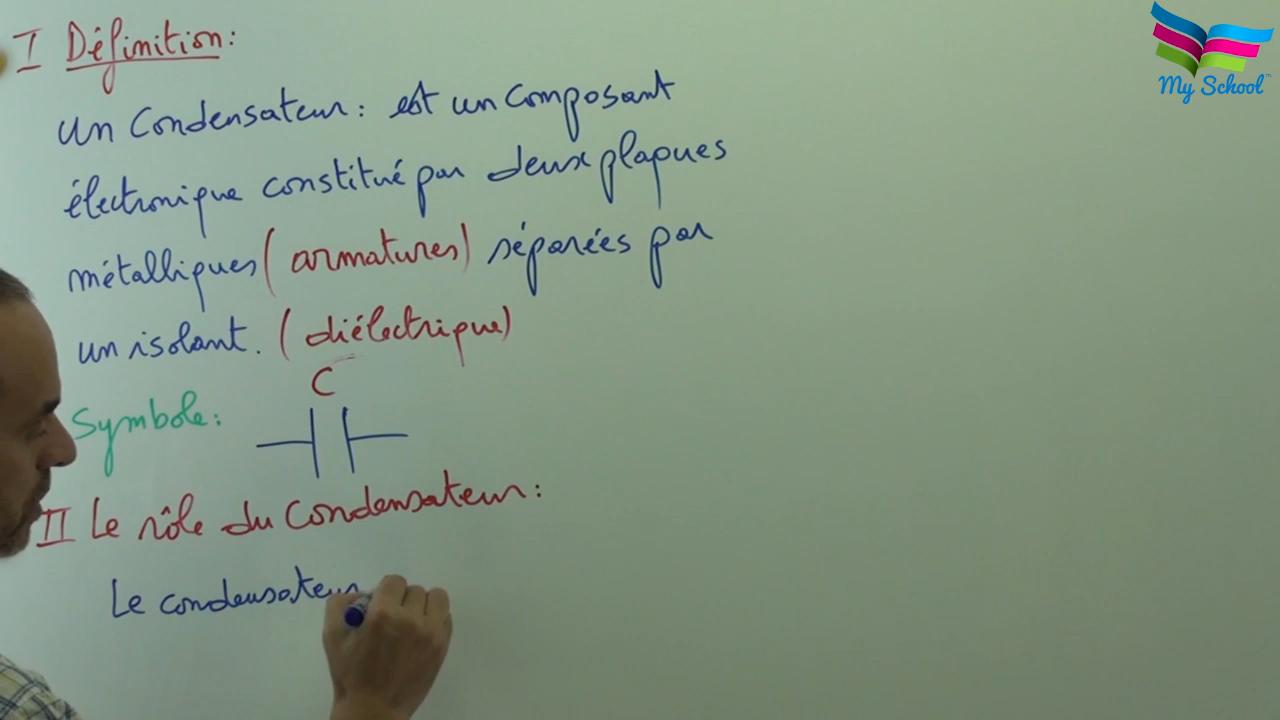 My School
I Définition:
un Condensateur: est un composant
électronique constitué par deux plaques
métalliques (armatures) séparées par
un isolant. (diélectrique)
C
Symbole:
II Le rôle du Condensateur:
Le condensateur